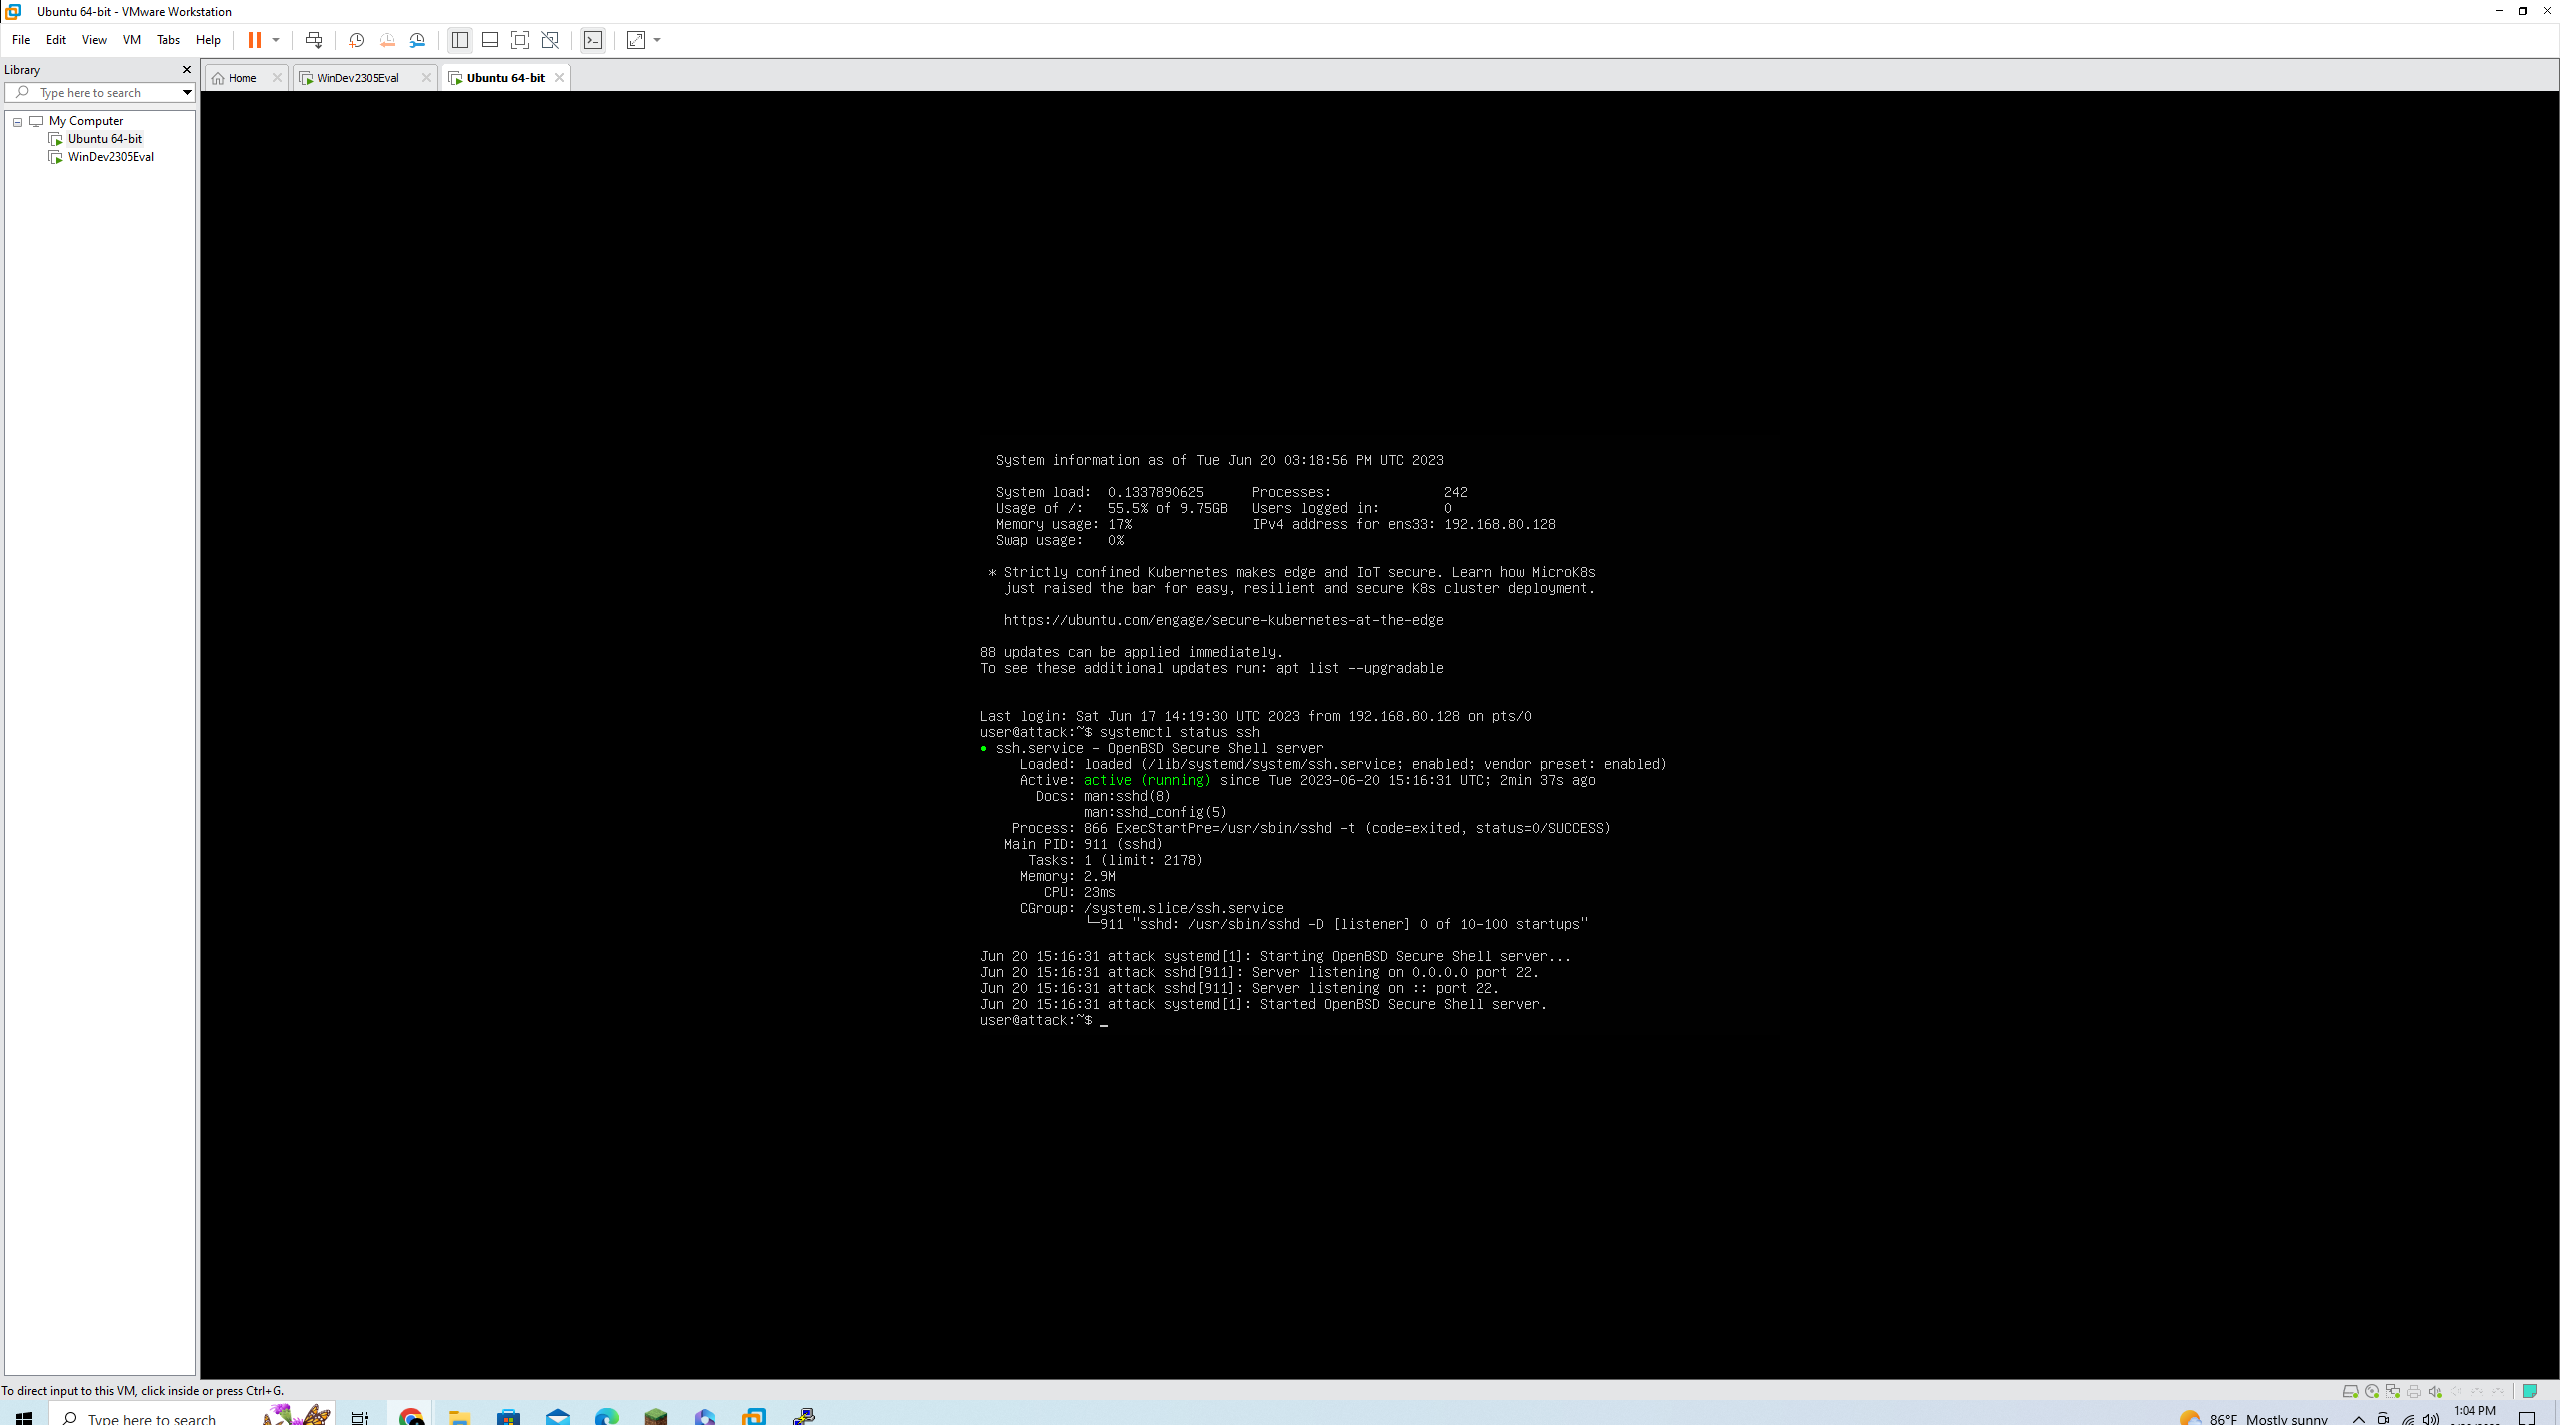 Ubuntu 64-bit - VMware Workstation
File Edit View VM Tabs Help
Library
Type here to search
My Computer
Ubuntu 64-bit
WinDev2305Eval
Home WinDev2305Eval Ubuntu 64-bit
System information as of Tue Jun 20 03:18:56 PM UTC 2023
System load: 0.1337890625 Processes: 242
Usage of /: 55.5% of 9.75GB Users logged in: 0
Memory usage: 17% IPv4 address for ens33: 192.168.80.128
Swap usage: 0%
* Strictly confined Kubernetes makes edge and IoT secure. Learn how MicroK8s
just raised the bar for easy, resilient and secure K8s cluster deployment.
https://ubuntu.com/engage/secure-kubernetes-at-the-edge
88 updates can be applied immediately.
To see these additional updates run: apt list --upgradable
Last login: Sat Jun 17 14:19:30 UTC 2023 from 192.168.80.128 on pts/0
user@attack:~$ systemctl status ssh
● ssh.service - OpenBSD Secure Shell server
Loaded: loaded (/lib/systemd/system/ssh.service; enabled; vendor preset: enabled)
Active: active (running) since Tue 2023-06-20 15:16:31 UTC; 2min 37s ago
Docs: man:sshd(8)
man:sshd_config(5)
Process: 866 ExecStartPre=/usr/sbin/sshd -t (code=exited, status=0/SUCCESS)
Main PID: 911 (sshd)
Tasks: 1 (limit: 2178)
Memory: 2.9M
CPU: 23ms
CGroup: /system.slice/ssh.service
└─911 "sshd: /usr/sbin/sshd -D [listener] 0 of 10-100 startups"
Jun 20 15:16:31 attack systemd[1]: Starting OpenBSD Secure Shell server...
Jun 20 15:16:31 attack sshd[911]: Server listening on 0.0.0.0 port 22.
Jun 20 15:16:31 attack sshd[911]: Server listening on :: port 22.
Jun 20 15:16:31 attack systemd[1]: Started OpenBSD Secure Shell server.
user@attack:~$ _
To direct input to this VM, click inside or press Ctrl+G.
Type here to search
86°F Mostly sunny
1:04 PM